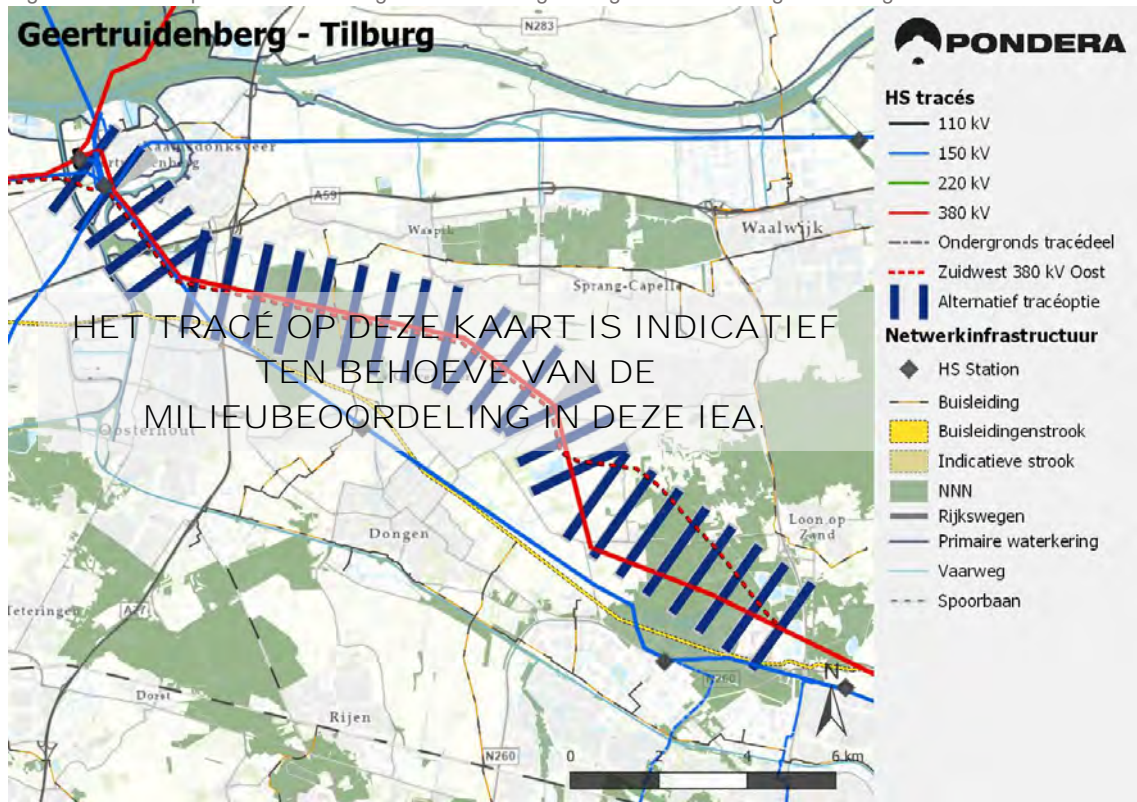 Geertruidenberg - Tilburg
PONDERA
HS tracés
110 kV
150 kV
220 kV
380 kV
Ondergronds tracédeel
Zuidwest 380 kV Oost
Alternatief tracéoptie
Netwerkinfrastructuur
HS Station
Buisleiding
Buisleidingenstrook
Indicatieve strook
NNN
Rijkswegen
Primaire waterkering
Vaarweg
Spoorbaan
N283
A59
Waspik
Waalwijk
Sprang-Capelle
HET TRACÉ OP DEZE KAART IS INDICATIEF
TEN BEHOEVE VAN DE
MILIEUBEOORDELING IN DEZE IEA.
Oosterhout
Dongen
Loon op
Zand
Teteringen
A27
N260
N
Dorst
Rijen
N260
0 2 4 6 km